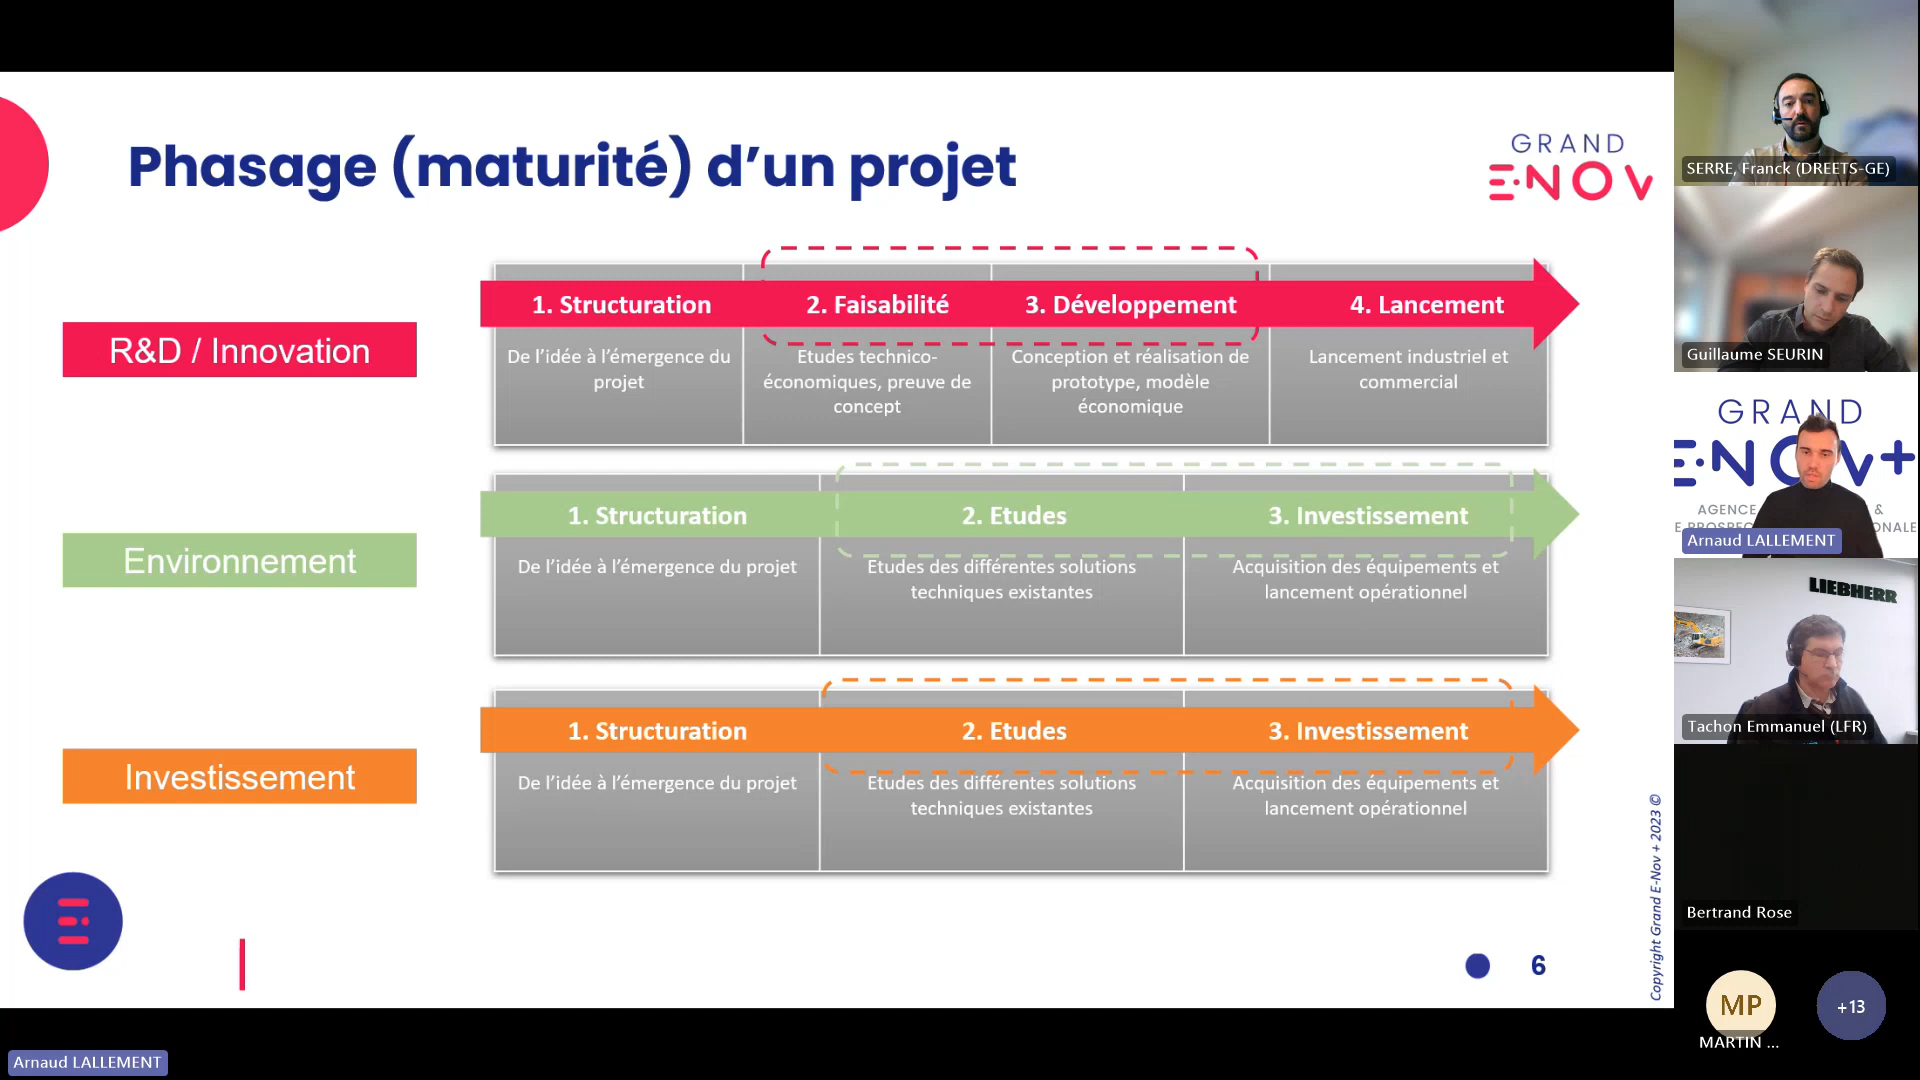 Phasage (maturité) d’un projet
GRAND
E·NOV
R&D / Innovation
1. Structuration
2. Faisabilité
3. Développement
4. Lancement
De l’idée à l’émergence du
projet
Etudes technico-
économiques, preuve de
concept
Conception et réalisation de
prototype, modèle
économique
Lancement industriel et
commercial
Environnement
1. Structuration
2. Etudes
3. Investissement
De l’idée à l’émergence du projet
Etudes des différentes solutions
techniques existantes
Acquisition des équipements et
lancement opérationnel
Investissement
1. Structuration
2. Etudes
3. Investissement
De l’idée à l’émergence du projet
Etudes des différentes solutions
techniques existantes
Acquisition des équipements et
lancement opérationnel
Copyright Grand E-Nov + 2023 ©
6
Arnaud LALLEMENT
SERRE, Franck (DREETS-GE)
Guillaume SEURIN
GRAND
E·NOV+
AGENCE &
Arnaud LALLEMENT
LIEBHERR
Tachon Emmanuel (LFR)
Bertrand Rose
MP
MARTIN ...
+13